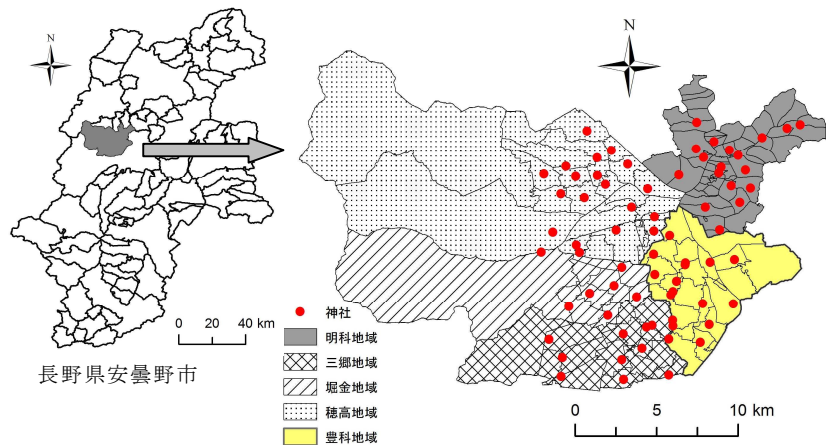 N
N
0 20 40 km
長野県安曇野市
神社
明科地域
三郷地域
堀金地域
穂高地域
豊科地域
0 5 10 km